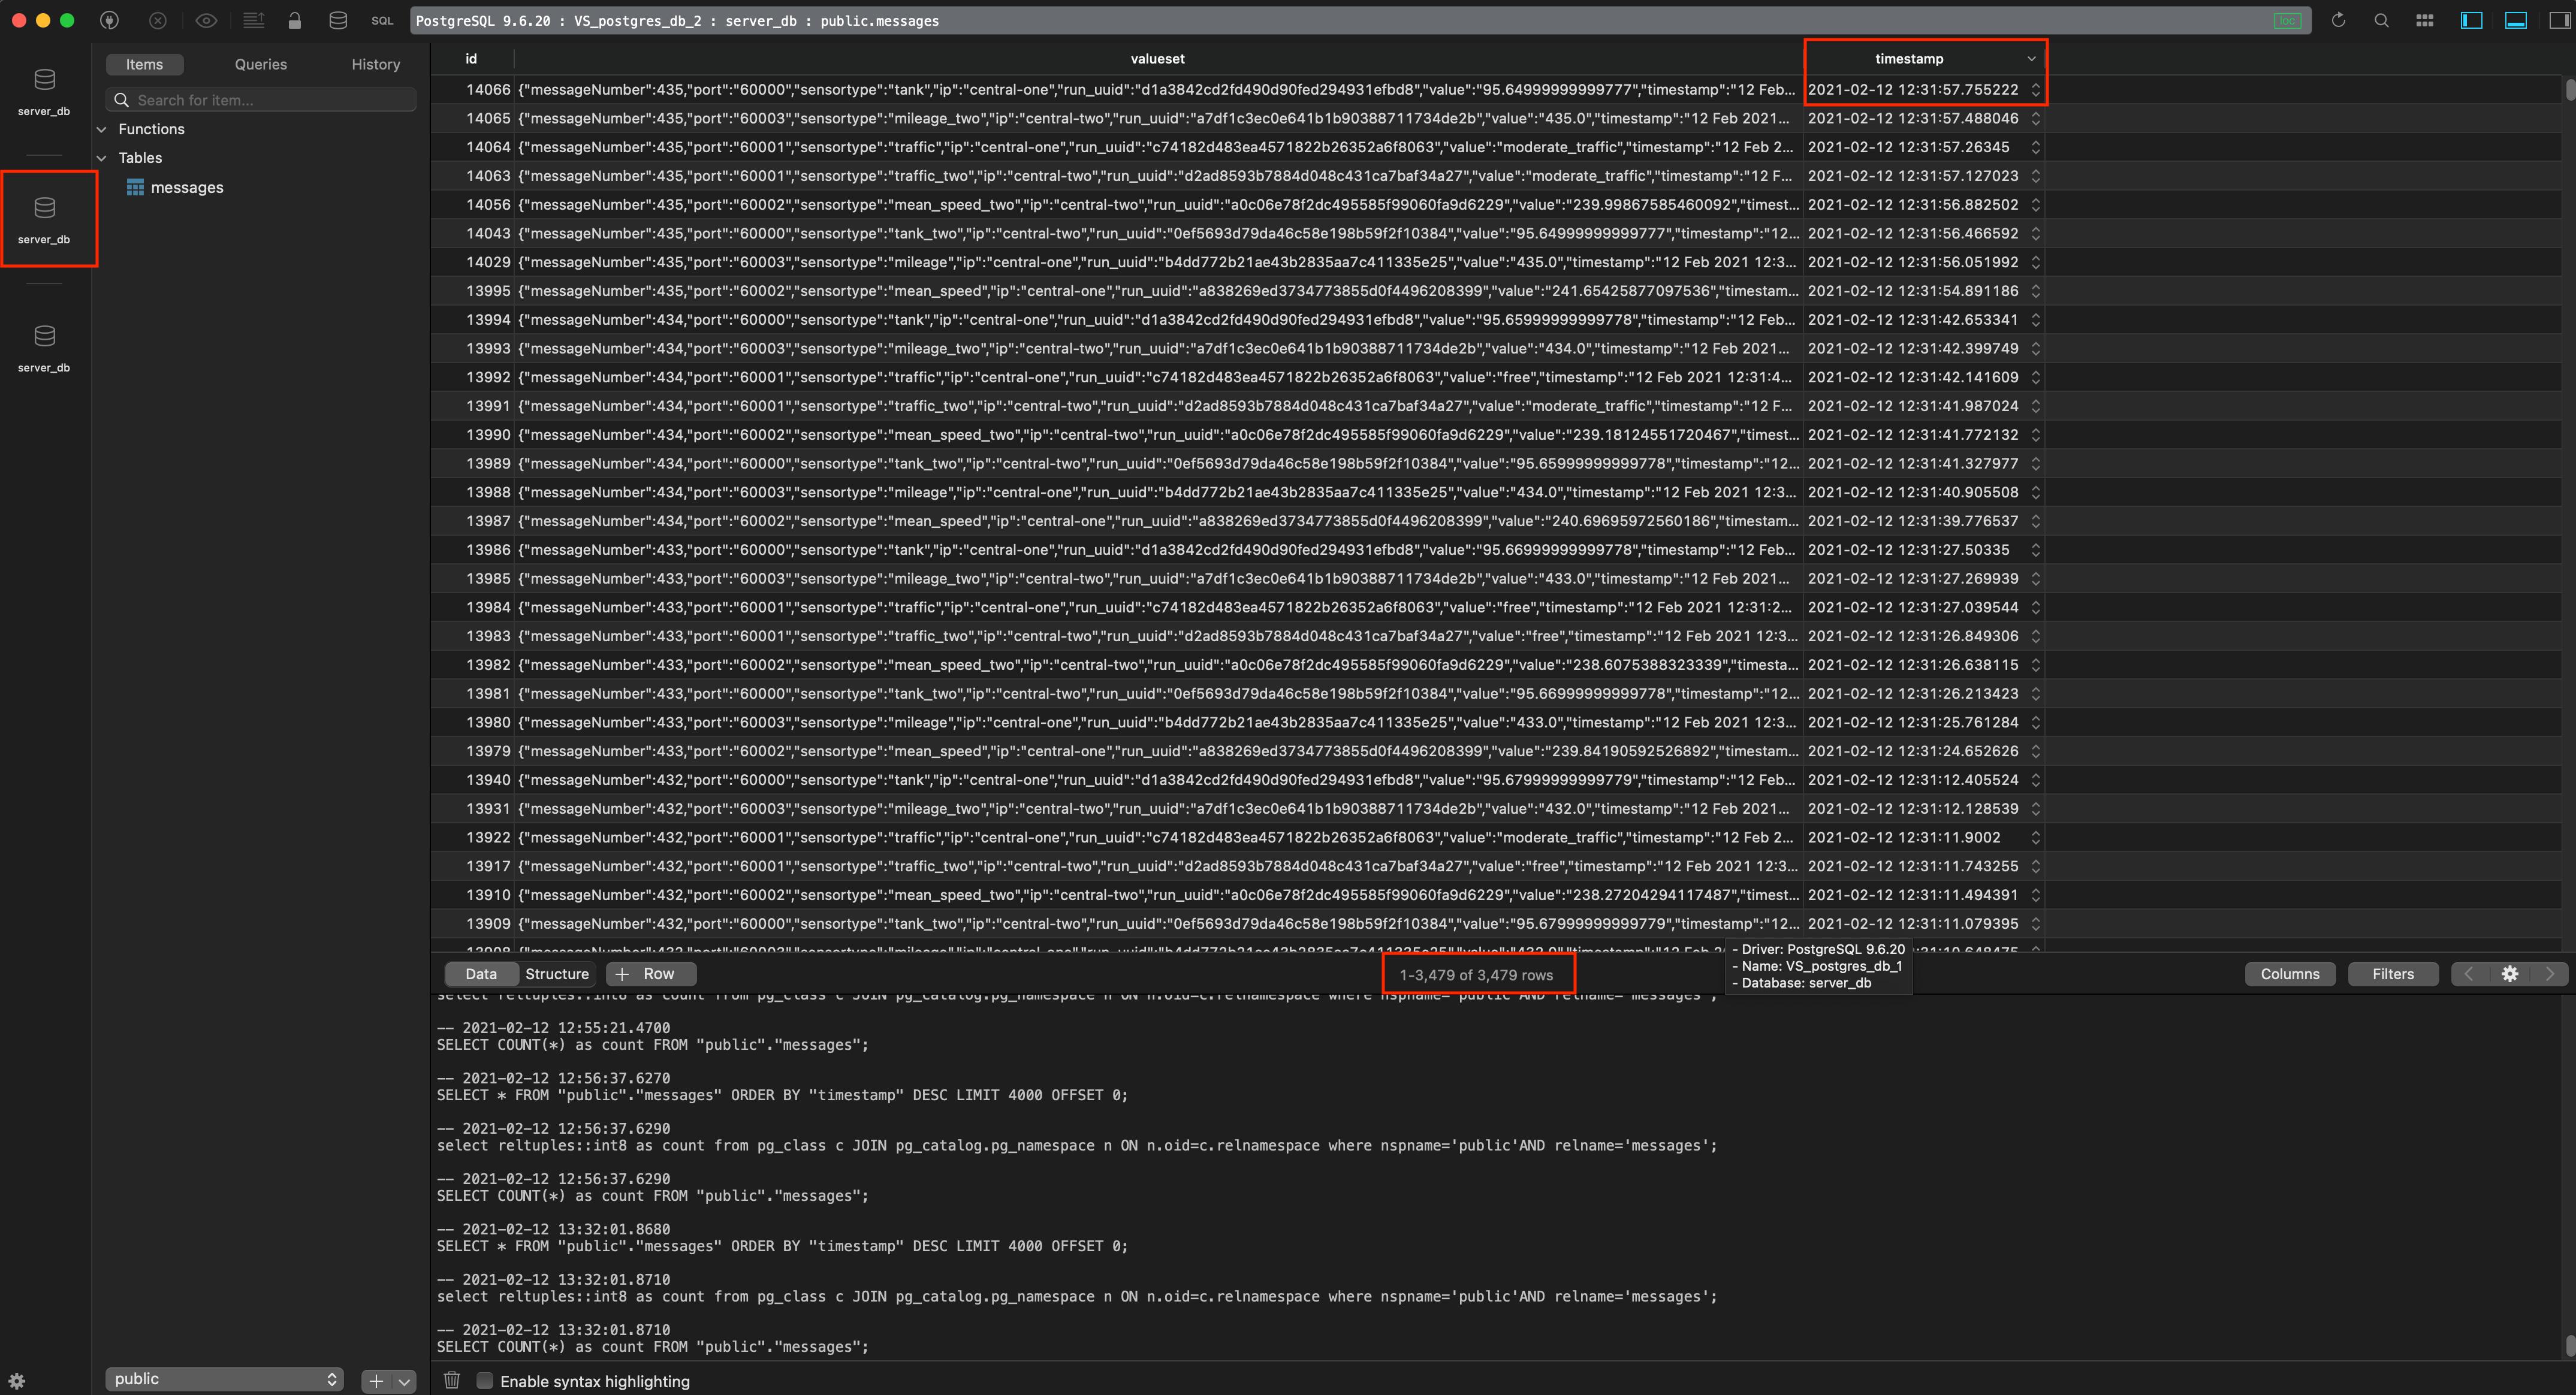 SQL
PostgreSQL 9.6.20 : VS_postgres_db_2 : server_db : public.messages
loc
server_db
server_db
server_db
Items Queries History
Search for item...
Functions
Tables
messages
id valueset timestamp
14066 {"messageNumber":435,"port":"60000","sensortype":"tank","ip":"central-one","run_uuid":"d1a3842cd2fd490d90fed294931efbd8","value":"95.64999999999777","timestamp":"12 Feb... 2021-02-12 12:31:57.755222
14065 {"messageNumber":435,"port":"60003","sensortype":"mileage_two","ip":"central-two","run_uuid":"a7df1c3ec0e641b1b90388711734de2b","value":"435.0","timestamp":"12 Feb 2021... 2021-02-12 12:31:57.488046
14064 {"messageNumber":435,"port":"60001","sensortype":"traffic","ip":"central-one","run_uuid":"c74182d483ea4571822b26352a6f8063","value":"moderate_traffic","timestamp":"12 Feb 2... 2021-02-12 12:31:57.26345
14063 {"messageNumber":435,"port":"60001","sensortype":"traffic_two","ip":"central-two","run_uuid":"d2ad8593b7884d048c431ca7baf34a27","value":"moderate_traffic","timestamp":"12 F... 2021-02-12 12:31:57.127023
14056 {"messageNumber":435,"port":"60002","sensortype":"mean_speed_two","ip":"central-two","run_uuid":"a0c06e78f2dc495585f99060fa9d6229","value":"239.99867585460092","timest... 2021-02-12 12:31:56.882502
14043 {"messageNumber":435,"port":"60000","sensortype":"tank_two","ip":"central-two","run_uuid":"0ef5693d79da46c58e198b59f2f10384","value":"95.64999999999777","timestamp":"12... 2021-02-12 12:31:56.466592
14029 {"messageNumber":435,"port":"60003","sensortype":"mileage","ip":"central-one","run_uuid":"b4dd772b21ae43b2835aa7c411335e25","value":"435.0","timestamp":"12 Feb 2021 12:3... 2021-02-12 12:31:56.051992
13995 {"messageNumber":435,"port":"60002","sensortype":"mean_speed","ip":"central-one","run_uuid":"a838269ed3734773855d0f4496208399","value":"241.65425877097536","timestam... 2021-02-12 12:31:54.891186
13994 {"messageNumber":434,"port":"60000","sensortype":"tank","ip":"central-one","run_uuid":"d1a3842cd2fd490d90fed294931efbd8","value":"95.65999999999778","timestamp":"12 Feb... 2021-02-12 12:31:42.653341
13993 {"messageNumber":434,"port":"60003","sensortype":"mileage_two","ip":"central-two","run_uuid":"a7df1c3ec0e641b1b90388711734de2b","value":"434.0","timestamp":"12 Feb 2021... 2021-02-12 12:31:42.399749
13992 {"messageNumber":434,"port":"60001","sensortype":"traffic","ip":"central-one","run_uuid":"c74182d483ea4571822b26352a6f8063","value":"free","timestamp":"12 Feb 2021 12:31:4... 2021-02-12 12:31:42.141609
13991 {"messageNumber":434,"port":"60001","sensortype":"traffic_two","ip":"central-two","run_uuid":"d2ad8593b7884d048c431ca7baf34a27","value":"moderate_traffic","timestamp":"12 F... 2021-02-12 12:31:41.987024
13990 {"messageNumber":434,"port":"60002","sensortype":"mean_speed_two","ip":"central-two","run_uuid":"a0c06e78f2dc495585f99060fa9d6229","value":"239.18124551720467","timest... 2021-02-12 12:31:41.772132
13989 {"messageNumber":434,"port":"60000","sensortype":"tank_two","ip":"central-two","run_uuid":"0ef5693d79da46c58e198b59f2f10384","value":"95.65999999999778","timestamp":"12... 2021-02-12 12:31:41.327977
13988 {"messageNumber":434,"port":"60003","sensortype":"mileage","ip":"central-one","run_uuid":"b4dd772b21ae43b2835aa7c411335e25","value":"434.0","timestamp":"12 Feb 2021 12:3... 2021-02-12 12:31:40.905508
13987 {"messageNumber":434,"port":"60002","sensortype":"mean_speed","ip":"central-one","run_uuid":"a838269ed3734773855d0f4496208399","value":"240.69695972560186","timestam... 2021-02-12 12:31:39.776537
13986 {"messageNumber":433,"port":"60000","sensortype":"tank","ip":"central-one","run_uuid":"d1a3842cd2fd490d90fed294931efbd8","value":"95.66999999999778","timestamp":"12 Feb... 2021-02-12 12:31:27.50335
13985 {"messageNumber":433,"port":"60003","sensortype":"mileage_two","ip":"central-two","run_uuid":"a7df1c3ec0e641b1b90388711734de2b","value":"433.0","timestamp":"12 Feb 2021... 2021-02-12 12:31:27.269939
13984 {"messageNumber":433,"port":"60001","sensortype":"traffic","ip":"central-one","run_uuid":"c74182d483ea4571822b26352a6f8063","value":"free","timestamp":"12 Feb 2021 12:31:2... 2021-02-12 12:31:27.039544
13983 {"messageNumber":433,"port":"60001","sensortype":"traffic_two","ip":"central-two","run_uuid":"d2ad8593b7884d048c431ca7baf34a27","value":"free","timestamp":"12 Feb 2021 12:3... 2021-02-12 12:31:26.849306
13982 {"messageNumber":433,"port":"60002","sensortype":"mean_speed_two","ip":"central-two","run_uuid":"a0c06e78f2dc495585f99060fa9d6229","value":"238.6075388323339","timesta... 2021-02-12 12:31:26.638115
13981 {"messageNumber":433,"port":"60000","sensortype":"tank_two","ip":"central-two","run_uuid":"0ef5693d79da46c58e198b59f2f10384","value":"95.66999999999778","timestamp":"12... 2021-02-12 12:31:26.213423
13980 {"messageNumber":433,"port":"60003","sensortype":"mileage","ip":"central-one","run_uuid":"b4dd772b21ae43b2835aa7c411335e25","value":"433.0","timestamp":"12 Feb 2021 12:3... 2021-02-12 12:31:25.761284
13979 {"messageNumber":433,"port":"60002","sensortype":"mean_speed","ip":"central-one","run_uuid":"a838269ed3734773855d0f4496208399","value":"239.84190592526892","timestam... 2021-02-12 12:31:24.652626
13940 {"messageNumber":432,"port":"60000","sensortype":"tank","ip":"central-one","run_uuid":"d1a3842cd2fd490d90fed294931efbd8","value":"95.67999999999779","timestamp":"12 Feb... 2021-02-12 12:31:12.405524
13931 {"messageNumber":432,"port":"60003","sensortype":"mileage_two","ip":"central-two","run_uuid":"a7df1c3ec0e641b1b90388711734de2b","value":"432.0","timestamp":"12 Feb 2021... 2021-02-12 12:31:12.128539
13922 {"messageNumber":432,"port":"60001","sensortype":"traffic","ip":"central-one","run_uuid":"c74182d483ea4571822b26352a6f8063","value":"moderate_traffic","timestamp":"12 Feb 2... 2021-02-12 12:31:11.9002
13917 {"messageNumber":432,"port":"60001","sensortype":"traffic_two","ip":"central-two","run_uuid":"d2ad8593b7884d048c431ca7baf34a27","value":"free","timestamp":"12 Feb 2021 12:3... 2021-02-12 12:31:11.743255
13910 {"messageNumber":432,"port":"60002","sensortype":"mean_speed_two","ip":"central-two","run_uuid":"a0c06e78f2dc495585f99060fa9d6229","value":"238.27204294117487","timest... 2021-02-12 12:31:11.494391
13909 {"messageNumber":432,"port":"60000","sensortype":"tank_two","ip":"central-two","run_uuid":"0ef5693d79da46c58e198b59f2f10384","value":"95.67999999999779","timestamp":"12... 2021-02-12 12:31:11.079395
- Driver: PostgreSQL 9.6.20
- Name: VS_postgres_db_1
- Database: server_db
Data Structure + Row 1-3,479 of 3,479 rows Columns Filters
select reltuples::int8 as count from pg_class c JOIN pg_catalog.pg_namespace n ON n.oid=c.relnamespace where nspname='public'AND relname='messages';
-- 2021-02-12 12:55:21.4700
SELECT COUNT(*) as count FROM "public"."messages";
-- 2021-02-12 12:56:37.6270
SELECT * FROM "public"."messages" ORDER BY "timestamp" DESC LIMIT 4000 OFFSET 0;
-- 2021-02-12 12:56:37.6290
select reltuples::int8 as count from pg_class c JOIN pg_catalog.pg_namespace n ON n.oid=c.relnamespace where nspname='public'AND relname='messages';
-- 2021-02-12 12:56:37.6290
SELECT COUNT(*) as count FROM "public"."messages";
-- 2021-02-12 13:32:01.8680
SELECT * FROM "public"."messages" ORDER BY "timestamp" DESC LIMIT 4000 OFFSET 0;
-- 2021-02-12 13:32:01.8710
select reltuples::int8 as count from pg_class c JOIN pg_catalog.pg_namespace n ON n.oid=c.relnamespace where nspname='public'AND relname='messages';
-- 2021-02-12 13:32:01.8710
SELECT COUNT(*) as count FROM "public"."messages";
public
Enable syntax highlighting